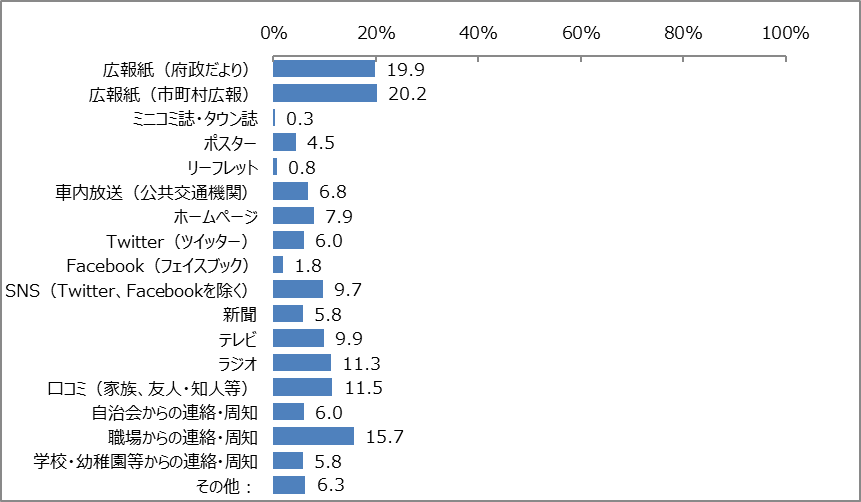 0% 20% 40% 60% 80% 100%
広報紙（府政だより） 19.9
広報紙（市町村広報） 20.2
ミニコミ誌・タウン誌 0.3
ポスター 4.5
リーフレット 0.8
車内放送（公共交通機関） 6.8
ホームページ 7.9
Twitter（ツイッター） 6.0
Facebook（フェイスブック） 1.8
SNS（Twitter、Facebookを除く） 9.7
新聞 5.8
テレビ 9.9
ラジオ 11.3
口コミ（家族、友人・知人等） 11.5
自治会からの連絡・周知 6.0
職場からの連絡・周知 15.7
学校・幼稚園等からの連絡・周知 5.8
その他： 6.3